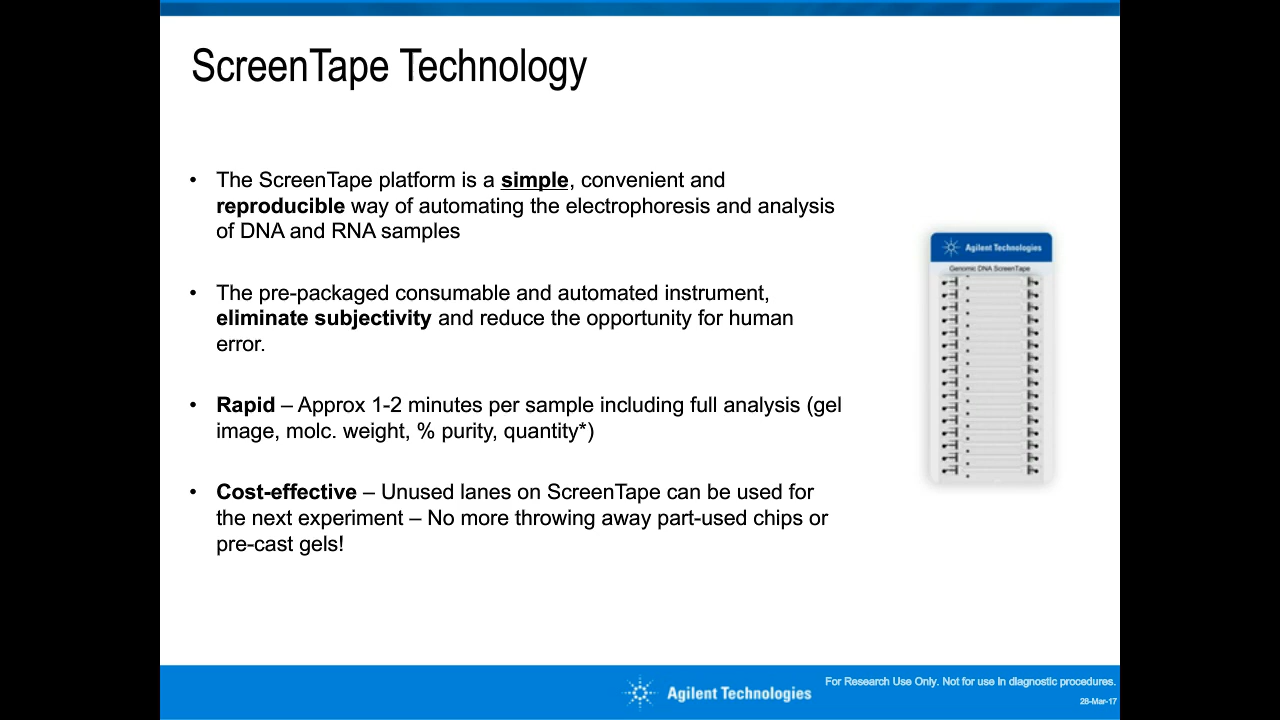 ScreenTape Technology
• The ScreenTape platform is a simple, convenient and
reproducible way of automating the electrophoresis and analysis
of DNA and RNA samples
• The pre-packaged consumable and automated instrument,
eliminate subjectivity and reduce the opportunity for human
error.
• Rapid – Approx 1-2 minutes per sample including full analysis (gel
image, molc. weight, % purity, quantity*)
• Cost-effective – Unused lanes on ScreenTape can be used for
the next experiment – No more throwing away part-used chips or
pre-cast gels!
Agilent Technologies
Genomic DNA ScreenTape
Agilent Technologies
For Research Use Only. Not for use in diagnostic procedures.
28-Mar-17